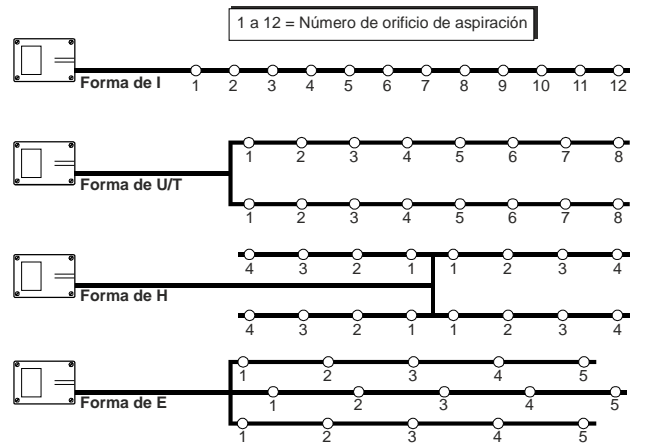 1 a 12 = Número de orificio de aspiración
Forma de I
1 2 3 4 5 6 7 8 9 10 11 12
1 2 3 4 5 6 7 8
Forma de U/T
1 2 3 4 5 6 7 8
4 3 2 1 1 2 3 4
Forma de H
4 3 2 1 1 2 3 4
1 2 3 4 5
Forma de E
1 2 3 4 5
1 2 3 4 5